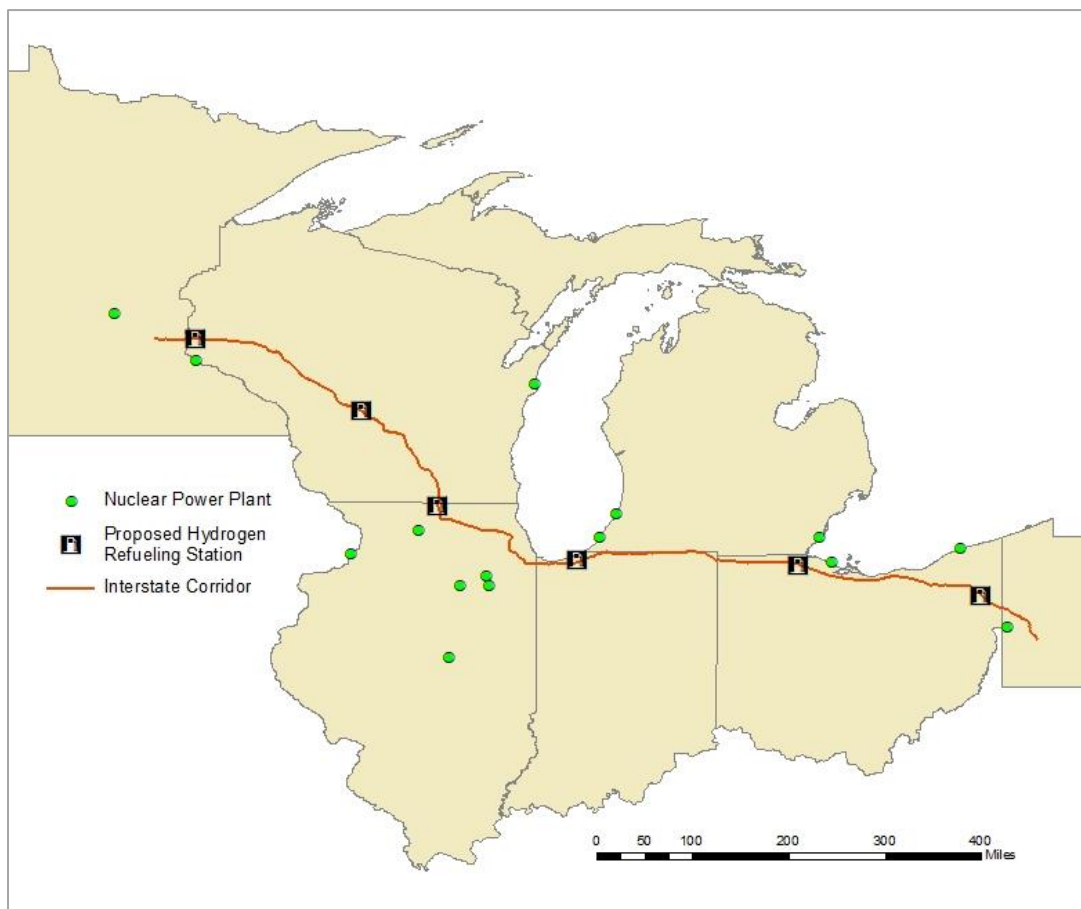 Nuclear Power Plant
Proposed Hydrogen
Refueling Station
Interstate Corridor
0 50 100 200 300 400
Miles